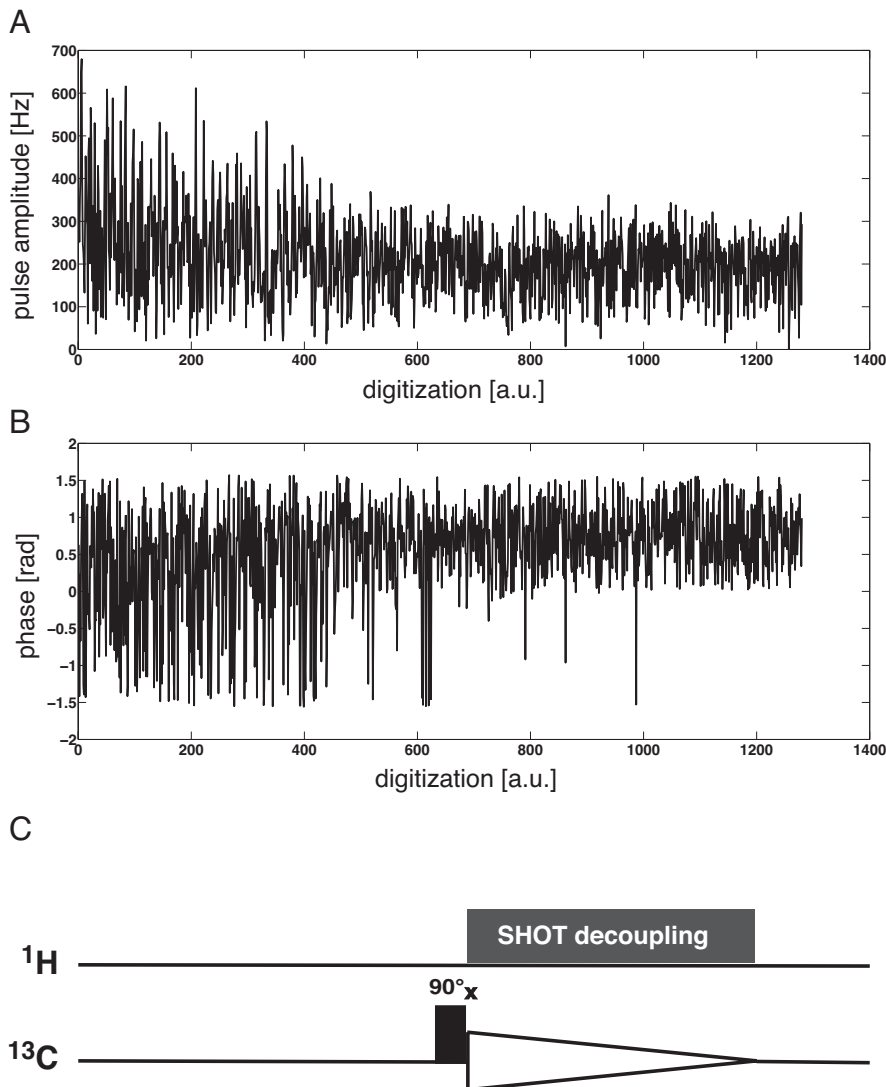 A
700
600
500
400
300
200
100
0
pulse amplitude [Hz]
0 200 400 600 800 1000 1200 1400
digitization [a.u.]
B
2
1.5
1
0.5
0
−0.5
−1
−1.5
−2
phase [rad]
0 200 400 600 800 1000 1200 1400
digitization [a.u.]
C
SHOT decoupling
¹H
90°x
¹³C